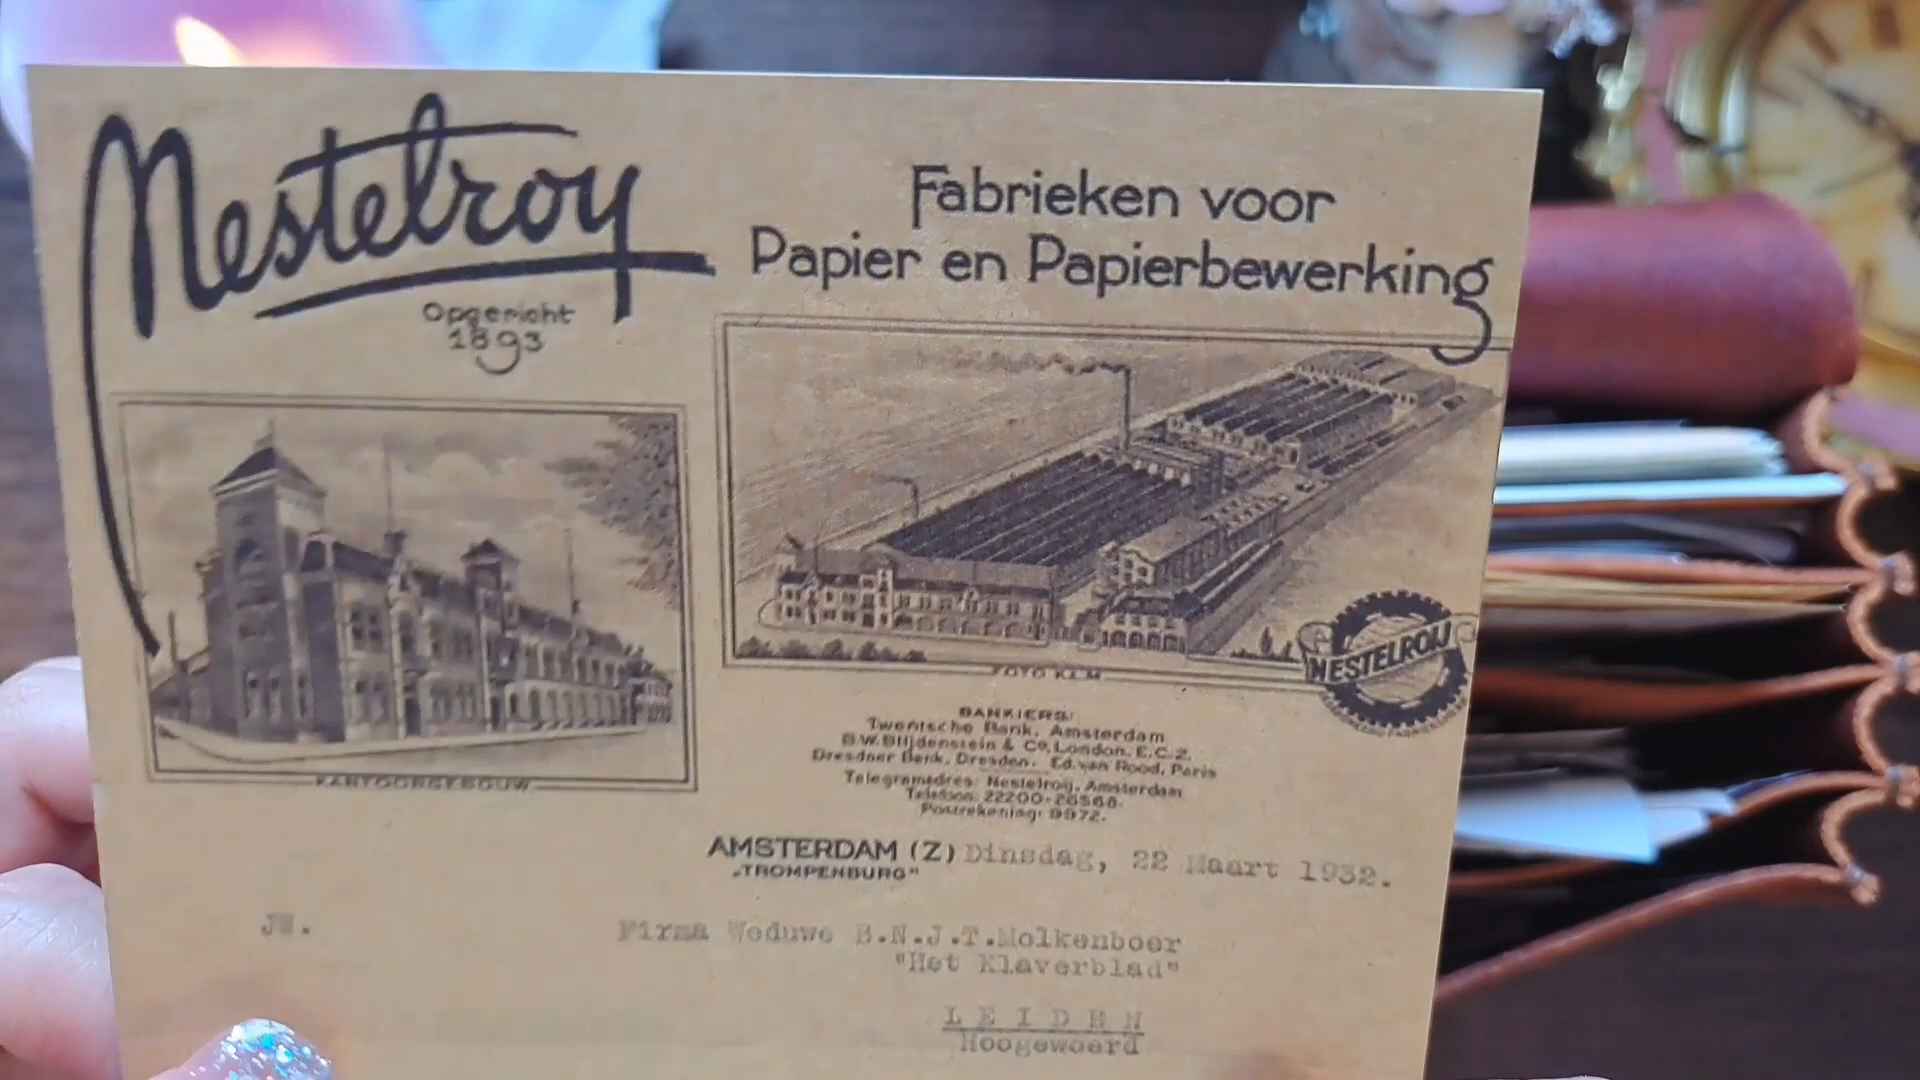 Nestelroy
Opgericht
1893
Fabrieken voor
Papier en Papierbewerking
KANTOORGEBOUW
FOTO KLM
NESTELROIJ
BANKIERS:
Twentsche Bank, Amsterdam
B.W. Blijdenstein & Co, London, E.C.2.
Dresdner Bank, Dresden. Ed. van Rood, Paris
Telegramadres: Nestelroij, Amsterdam
Telefoon: 22200-26568
Postrekening: 9972.
AMSTERDAM (Z) Dinsdag, 22 Maart 1932.
„TROMPENBURG"
JW.
Firma Weduwe B.N.J.T.Molkenboer
"Het Klaverblad"
LEIDEN
Hoogewoerd